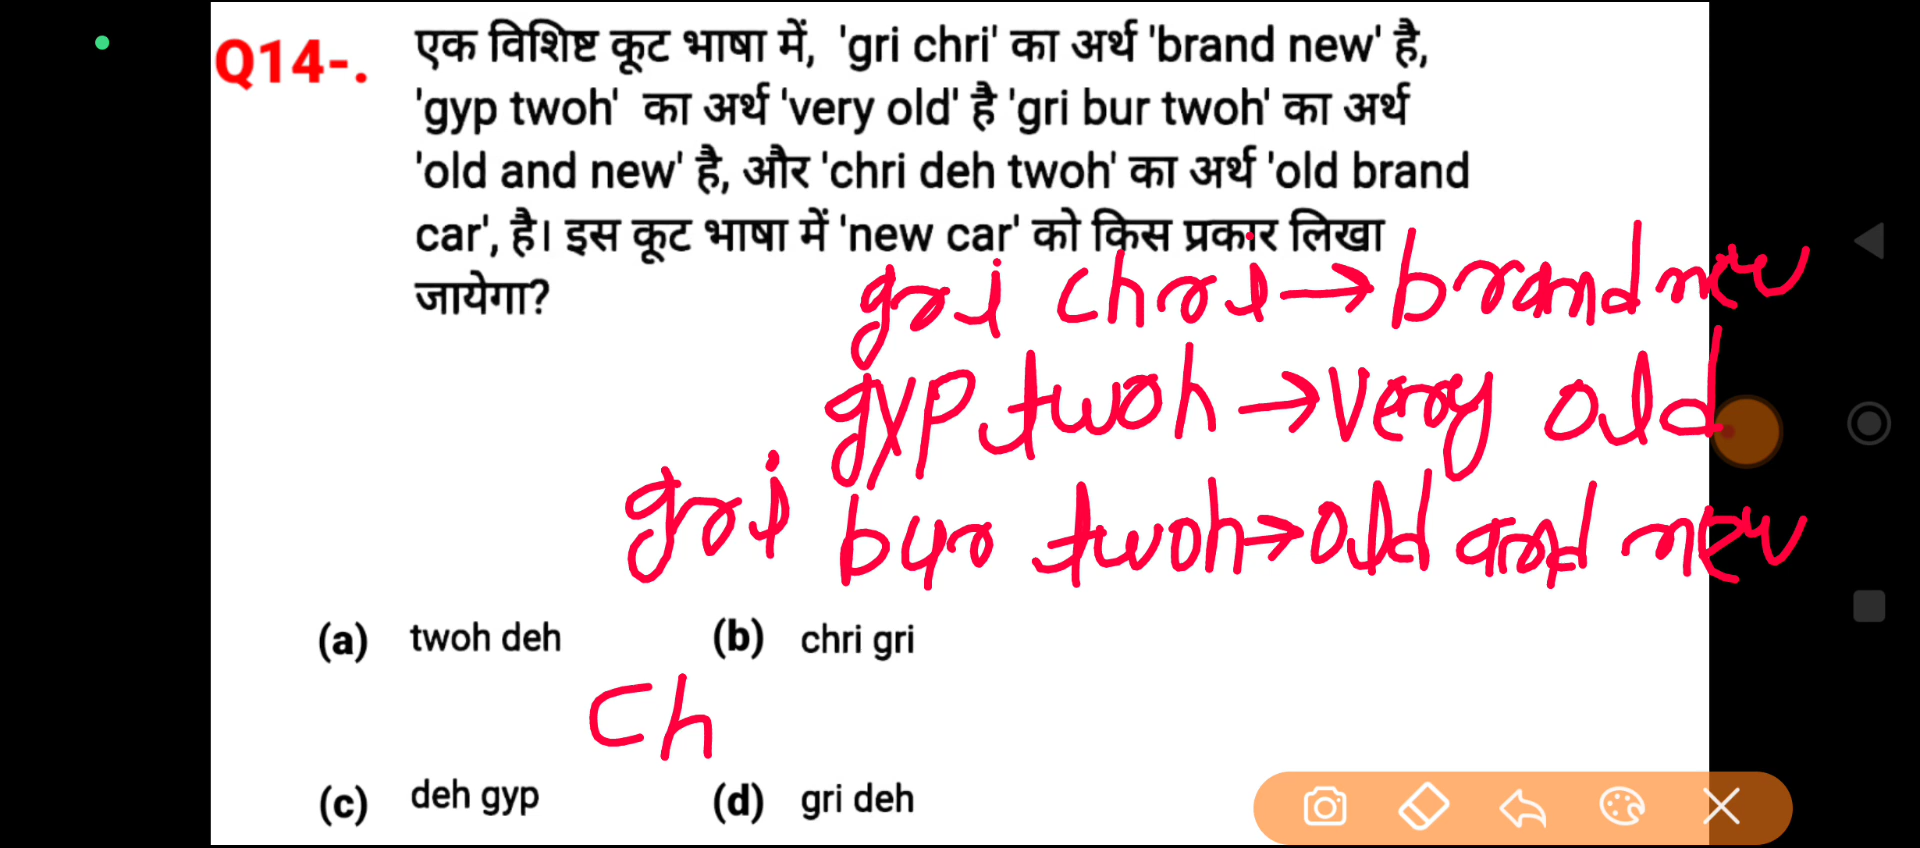 Q14-. एक विशिष्ट कूट भाषा में, 'gri chri' का अर्थ 'brand new' है,
'gyp twoh' का अर्थ 'very old' है 'gri bur twoh' का अर्थ
'old and new' है, और 'chri deh twoh' का अर्थ 'old brand
car', है। इस कूट भाषा में 'new car' को किस प्रकार लिखा
जायेगा?
gri chri→brand new
gyp twoh→very old
gri bur twoh→old and new
(a) twoh deh (b) chri gri
Ch
(c) deh gyp (d) gri deh